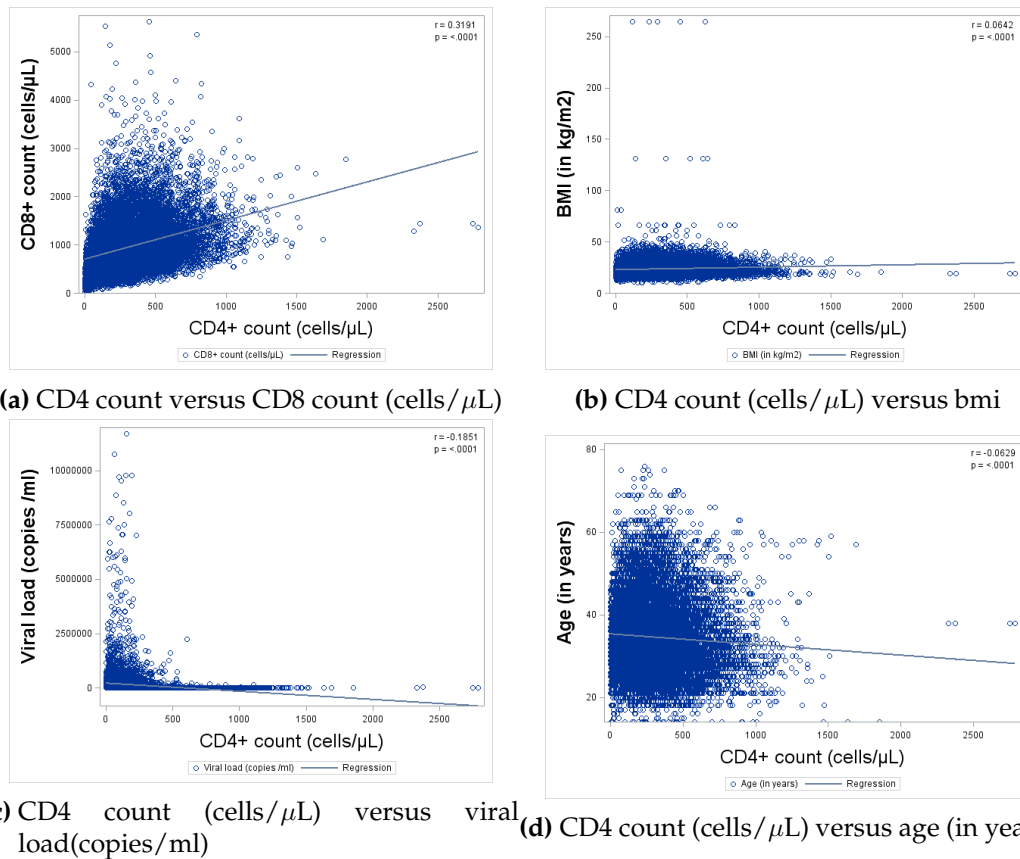 r = 0.3191
p = <.0001
CD8+ count (cells/µL)
5000
4000
3000
2000
1000
0
0 500 1000 1500 2000 2500
CD4+ count (cells/µL)
CD8+ count (cells/µL) Regression
(a) CD4 count versus CD8 count (cells/µL)
r = 0.0642
p = <.0001
BMI (in kg/m2)
250
200
150
100
50
0
0 500 1000 1500 2000 2500
CD4+ count (cells/µL)
BMI (in kg/m2) Regression
(b) CD4 count (cells/µL) versus bmi
r = -0.1851
p = <.0001
Viral load (copies /ml)
10000000
7500000
5000000
2500000
0
0 500 1000 1500 2000 2500
CD4+ count (cells/µL)
Viral load (copies /ml) Regression
) CD4 count (cells/µL) versus viral
load(copies/ml)
r = -0.0629
p = <.0001
Age (in years)
80
60
40
20
0 500 1000 1500 2000 2500
CD4+ count (cells/µL)
Age (in years) Regression
(d) CD4 count (cells/µL) versus age (in yea